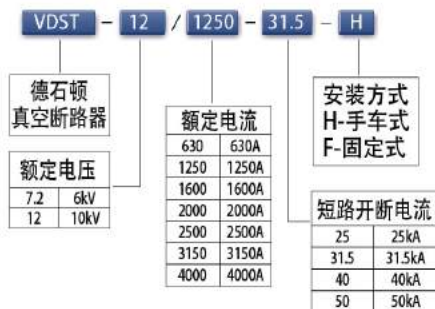 VDST - 12 / 1250 - 31.5 - H
德石顿
真空断路器
额定电压
7.2 6kV
12 10kV
額定电流
630 630A
1250 1250A
1600 1600A
2000 2000A
2500 2500A
3150 3150A
4000 4000A
安装方式
H-手车式
F-固定式
短路开断电流
25 25kA
31.5 31.5kA
40 40kA
50 50kA